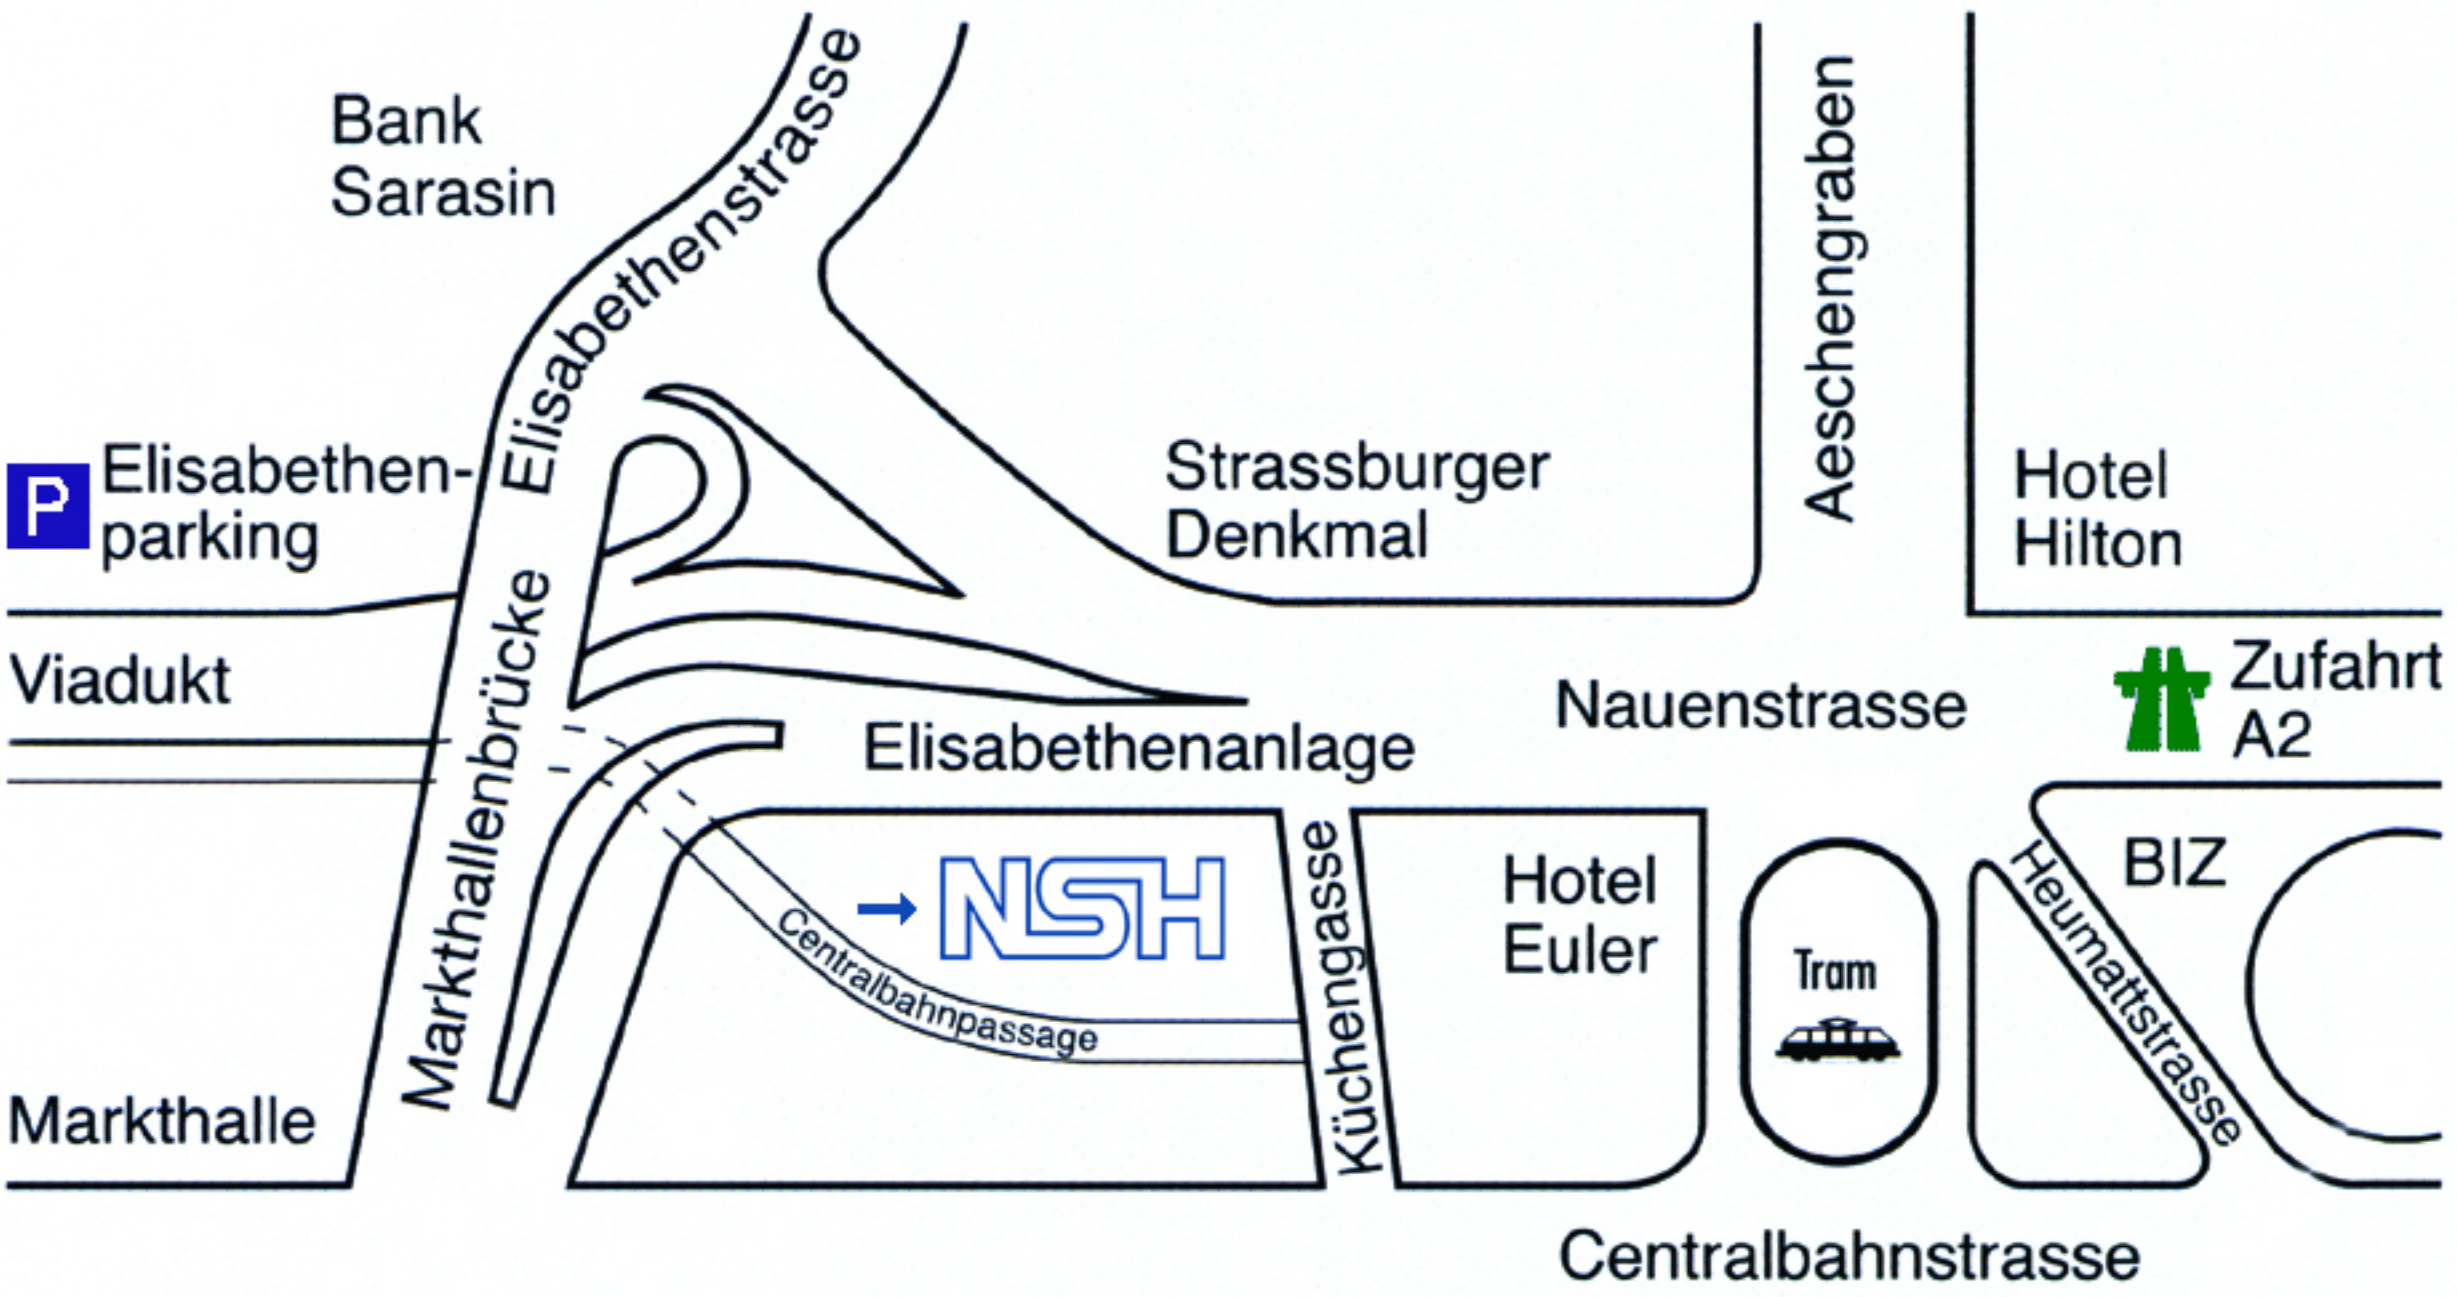 Bank
Sarasin
Elisabethenstrasse
Aeschengraben
P
Elisabethen-
parking
Strassburger
Denkmal
Hotel
Hilton
Viadukt
Markthallenbrücke
Elisabethenanlage
Nauenstrasse
Zufahrt
A2
NSH
Centralbahnpassage
Küchengasse
Hotel
Euler
Tram
Heumattstrasse
BIZ
Markthalle
Centralbahnstrasse